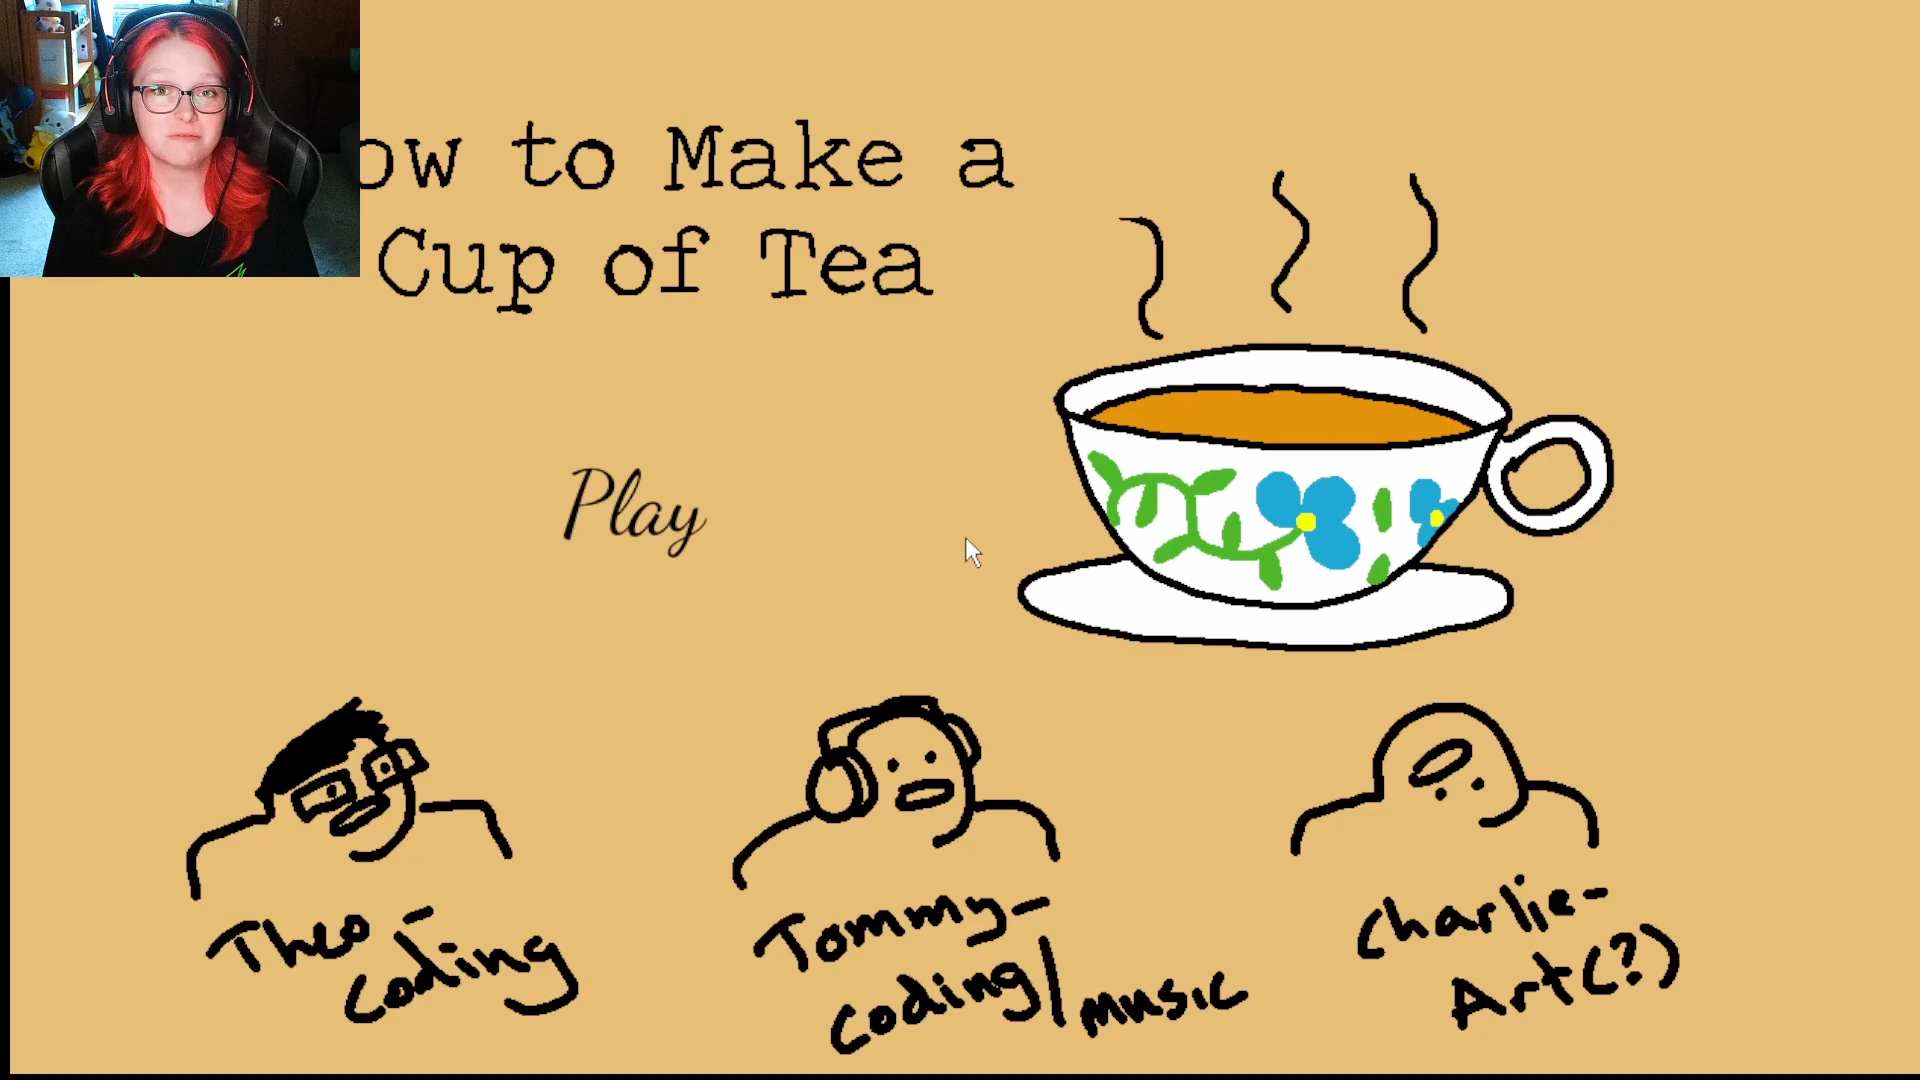 ow to Make a
Cup of Tea
Play
Theo-
coding
Tommy-
coding/music
Charlie-
Art(?)